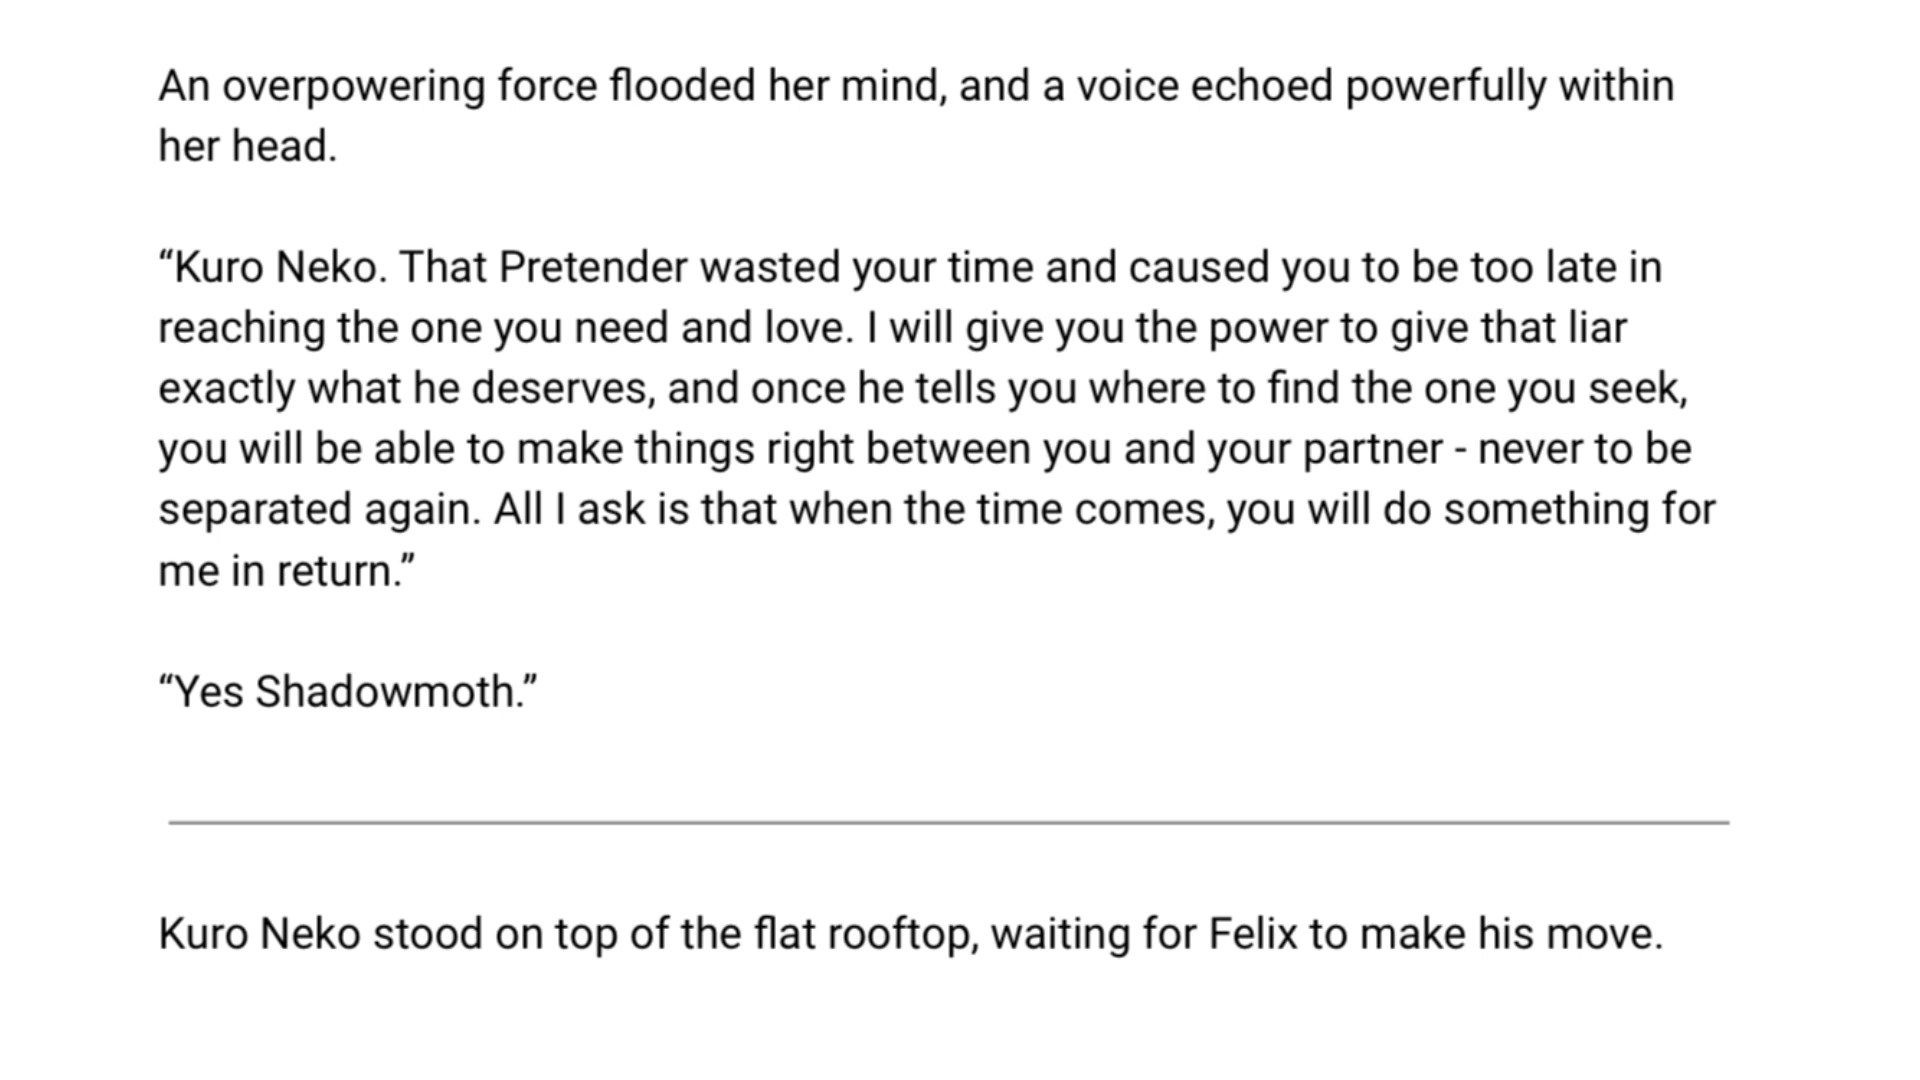 An overpowering force flooded her mind, and a voice echoed powerfully within
her head.
“Kuro Neko. That Pretender wasted your time and caused you to be too late in
reaching the one you need and love. I will give you the power to give that liar
exactly what he deserves, and once he tells you where to find the one you seek,
you will be able to make things right between you and your partner - never to be
separated again. All I ask is that when the time comes, you will do something for
me in return.”
“Yes Shadowmoth.”
Kuro Neko stood on top of the flat rooftop, waiting for Felix to make his move.